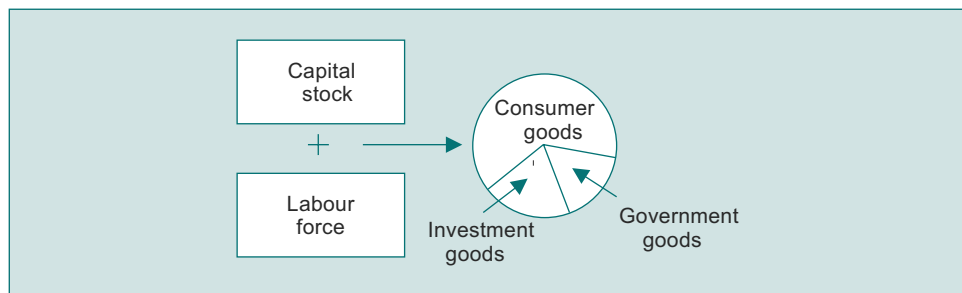 Capital
stock
+
Labour
force
Consumer
goods
Investment
goods
Government
goods